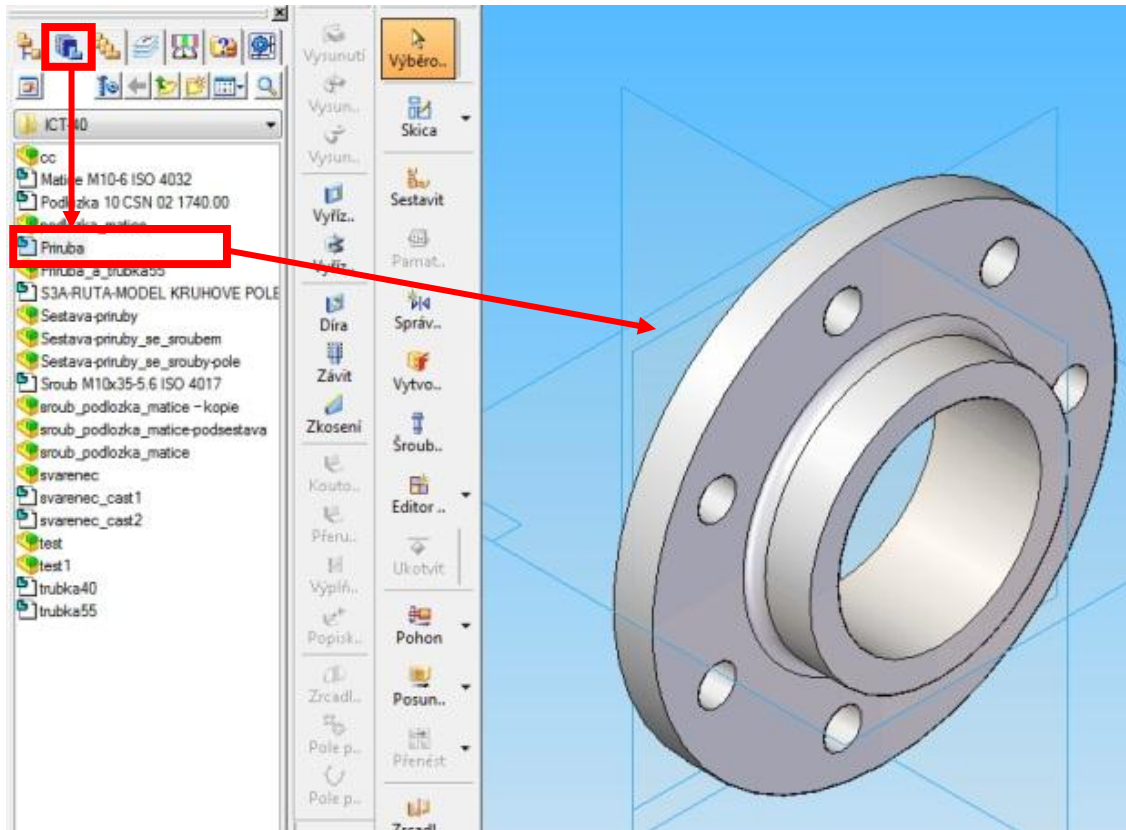 ICT-40
cc
Matice M10-6 ISO 4032
Podlozka 10 CSN 02 1740.00
podlozka_matice
Priruba
Priruba_a_trubka55
S3A-RUTA-MODEL KRUHOVE POLE
Sestava-priruby
Sestava-priruby_se_sroubem
Sestava-priruby_se_srouby-pole
Sroub M10x35-5.6 ISO 4017
sroub_podlozka_matice - kopie
sroub_podlozka_matice-podsestava
sroub_podlozka_matice
svarenec
svarenec_cast1
svarenec_cast2
test
test1
trubka40
trubka55
Vysunutí
Vysun..
Vysun..
Vyříz..
Vyříz..
Díra
Závit
Zkosení
Kouto..
Přeru..
Výplň..
Popisk..
Zrcadl..
Pole p..
Pole p..
Výběro..
Skica
Sestavit
Pamat..
Správ..
Vytvo..
Šroub..
Editor ..
Ukotvit
Pohon
Posun..
Přenést
Zrcadl..